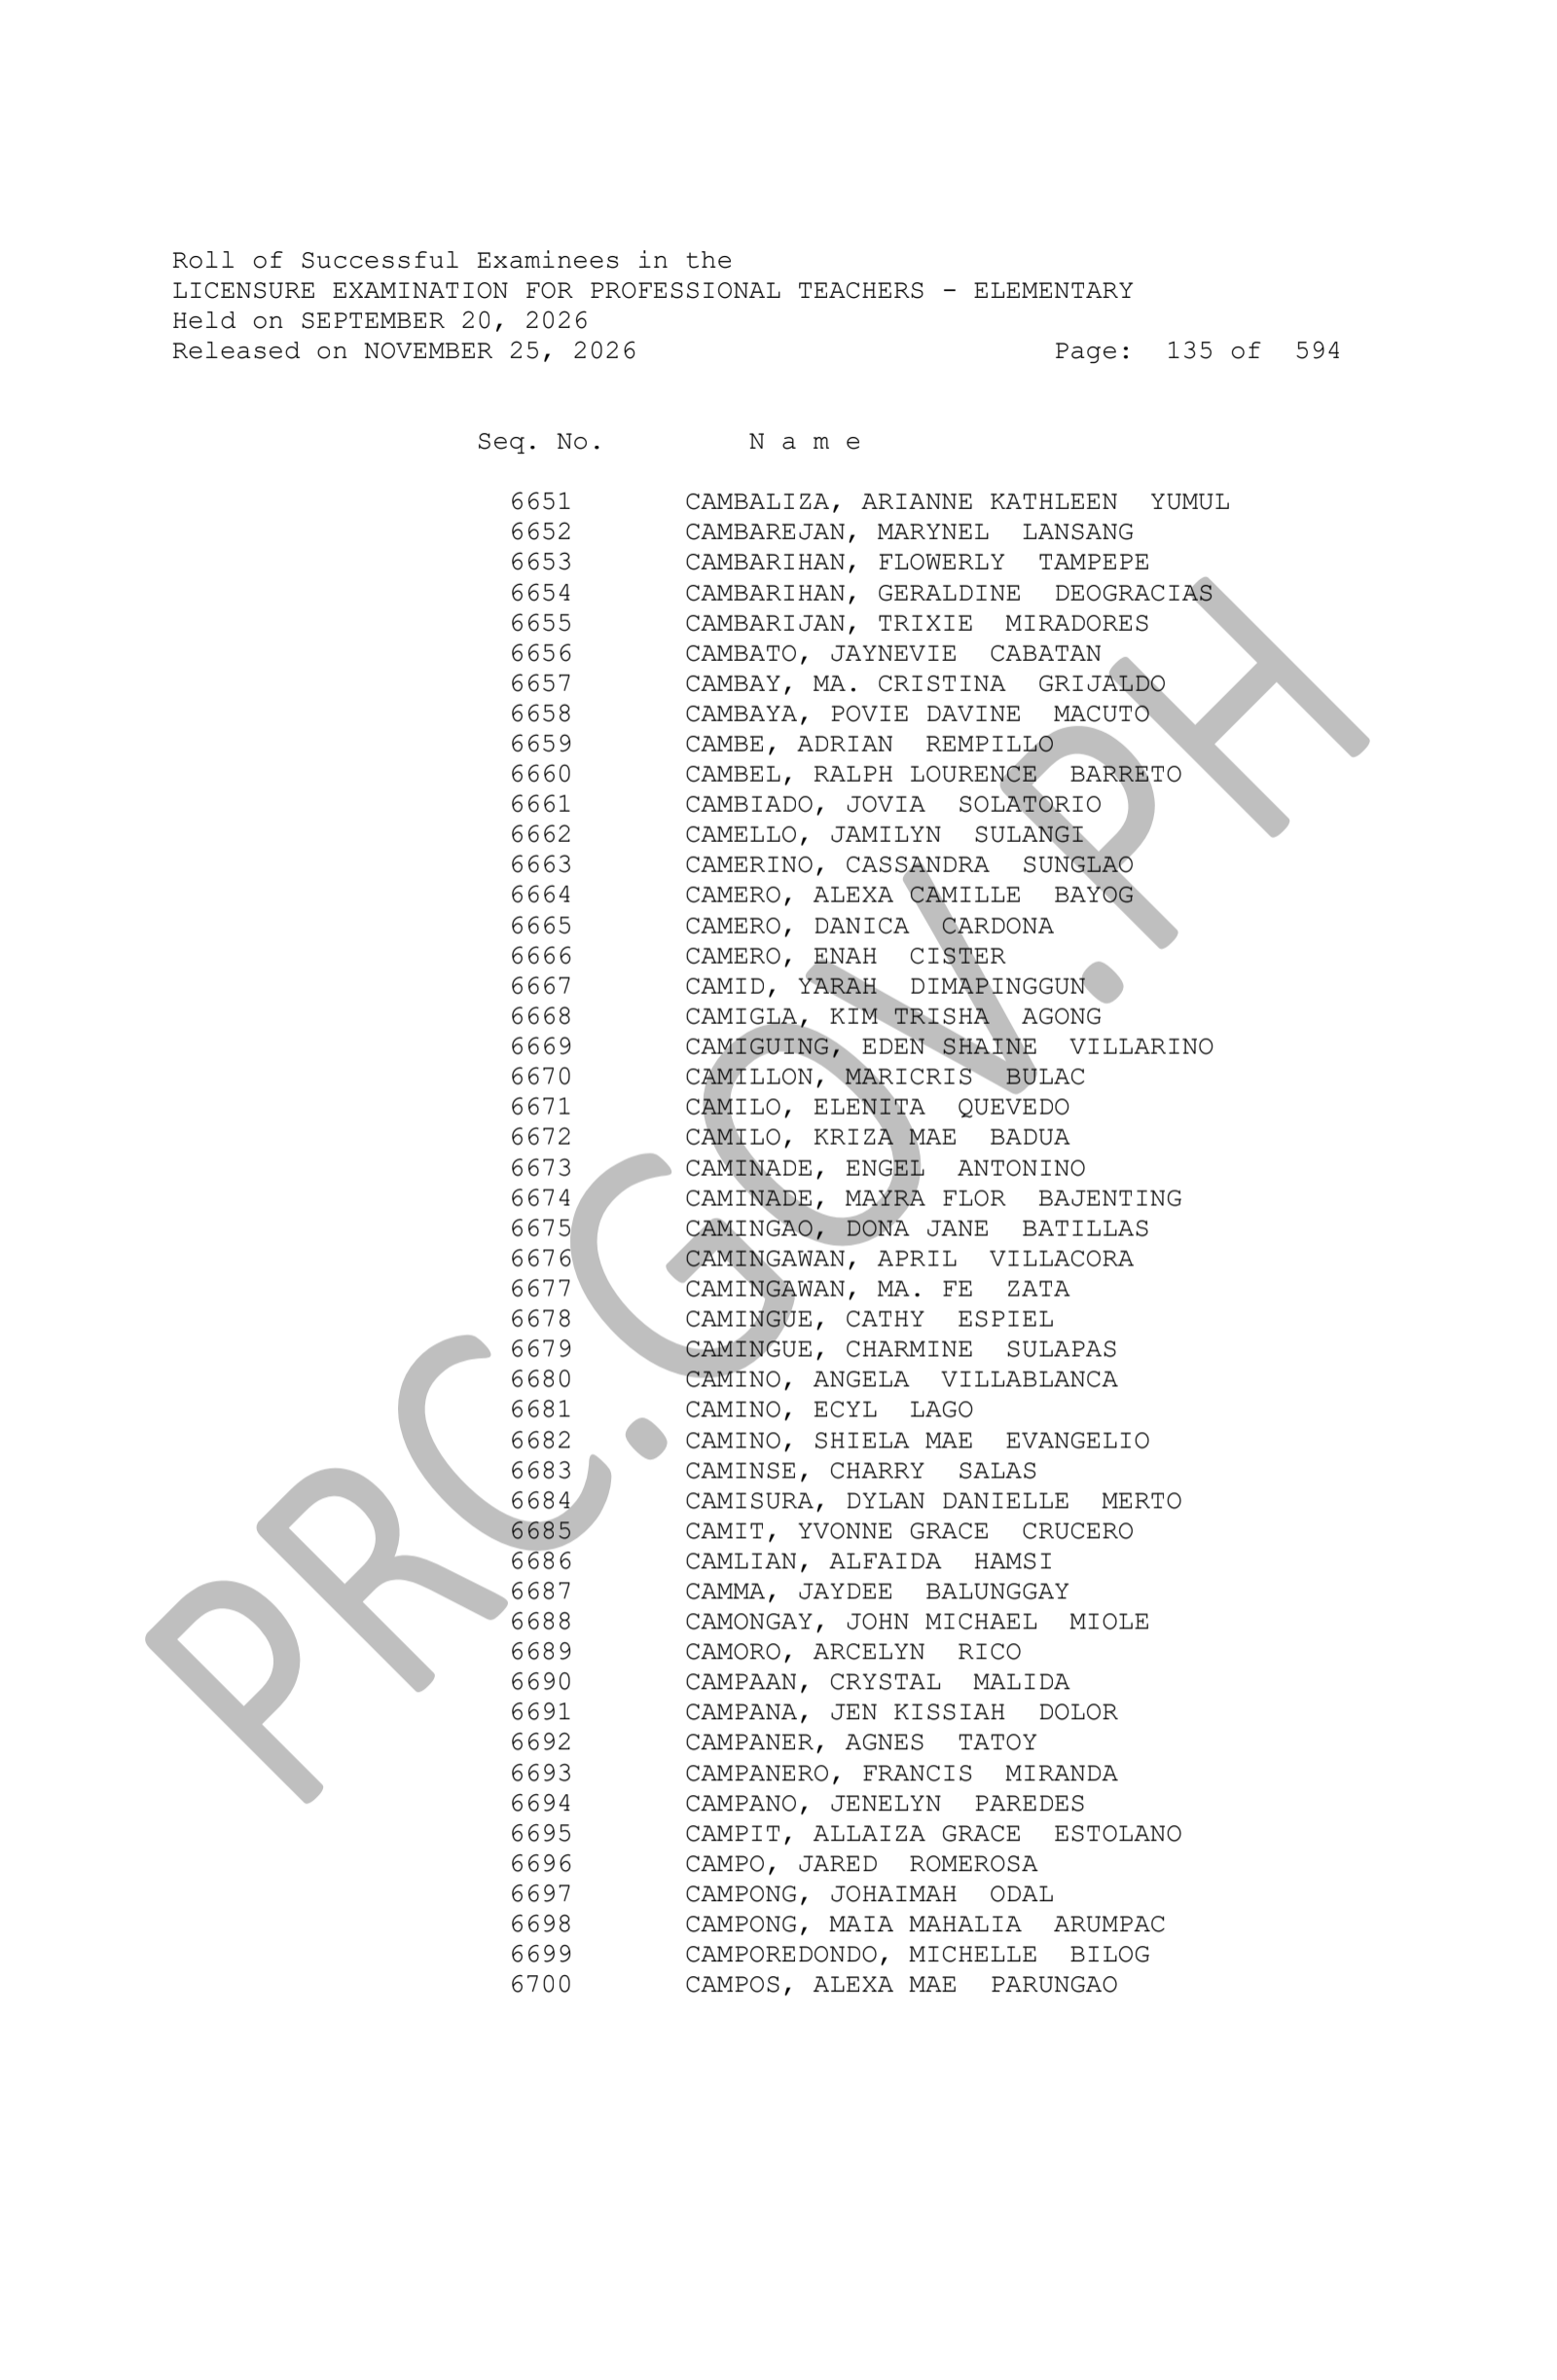 Roll of Successful Examinees in the
LICENSURE EXAMINATION FOR PROFESSIONAL TEACHERS - ELEMENTARY
Held on SEPTEMBER 20, 2026
Released on NOVEMBER 25, 2026 Page: 135 of 594
Seq. No. N a m e
6651 CAMBALIZA, ARIANNE KATHLEEN YUMUL
6652 CAMBAREJAN, MARYNEL LANSANG
6653 CAMBARIHAN, FLOWERLY TAMPEPE
6654 CAMBARIHAN, GERALDINE DEOGRACIAS
6655 CAMBARIJAN, TRIXIE MIRADORES
6656 CAMBATO, JAYNEVIE CABATAN
6657 CAMBAY, MA. CRISTINA GRIJALDO
6658 CAMBAYA, POVIE DAVINE MACUTO
6659 CAMBE, ADRIAN REMPILLO
6660 CAMBEL, RALPH LOURENCE BARRETO
6661 CAMBIADO, JOVIA SOLATORIO
6662 CAMELLO, JAMILYN SULANGI
6663 CAMERINO, CASSANDRA SUNGLAO
6664 CAMERO, ALEXA CAMILLE BAYOG
6665 CAMERO, DANICA CARDONA
6666 CAMERO, ENAH CISTER
6667 CAMID, YARAH DIMAPINGGUN
6668 CAMIGLA, KIM TRISHA AGONG
6669 CAMIGUING, EDEN SHAINE VILLARINO
6670 CAMILLON, MARICRIS BULAC
6671 CAMILO, ELENITA QUEVEDO
6672 CAMILO, KRIZA MAE BADUA
6673 CAMINADE, ENGEL ANTONINO
6674 CAMINADE, MAYRA FLOR BAJENTING
6675 CAMINGAO, DONA JANE BATILLAS
6676 CAMINGAWAN, APRIL VILLACORA
6677 CAMINGAWAN, MA. FE ZATA
6678 CAMINGUE, CATHY ESPIEL
6679 CAMINGUE, CHARMINE SULAPAS
6680 CAMINO, ANGELA VILLABLANCA
6681 CAMINO, ECYL LAGO
6682 CAMINO, SHIELA MAE EVANGELIO
6683 CAMINSE, CHARRY SALAS
6684 CAMISURA, DYLAN DANIELLE MERTO
6685 CAMIT, YVONNE GRACE CRUCERO
6686 CAMLIAN, ALFAIDA HAMSI
6687 CAMMA, JAYDEE BALUNGGAY
6688 CAMONGAY, JOHN MICHAEL MIOLE
6689 CAMORO, ARCELYN RICO
6690 CAMPAAN, CRYSTAL MALIDA
6691 CAMPANA, JEN KISSIAH DOLOR
6692 CAMPANER, AGNES TATOY
6693 CAMPANERO, FRANCIS MIRANDA
6694 CAMPANO, JENELYN PAREDES
6695 CAMPIT, ALLAIZA GRACE ESTOLANO
6696 CAMPO, JARED ROMEROSA
6697 CAMPONG, JOHAIMAH ODAL
6698 CAMPONG, MAIA MAHALIA ARUMPAC
6699 CAMPOREDONDO, MICHELLE BILOG
6700 CAMPOS, ALEXA MAE PARUNGAO
PRC.GOV.PH